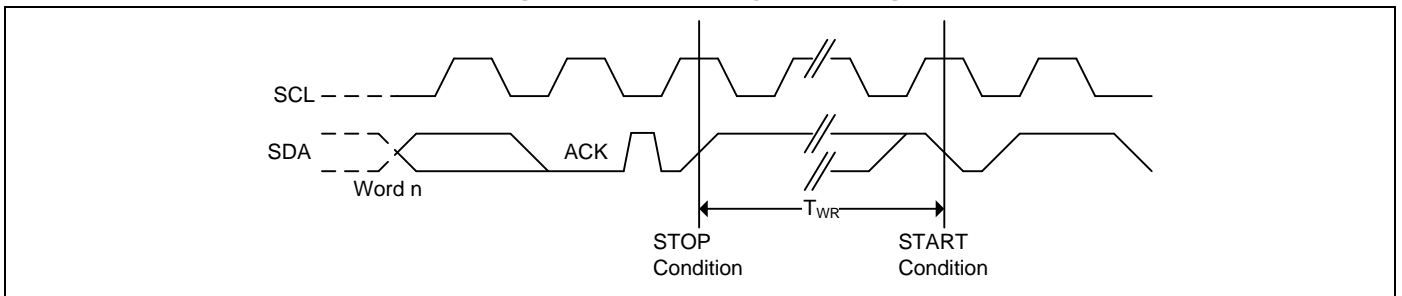 SCL
SDA
ACK
Word n
TWR
STOP
Condition
START
Condition